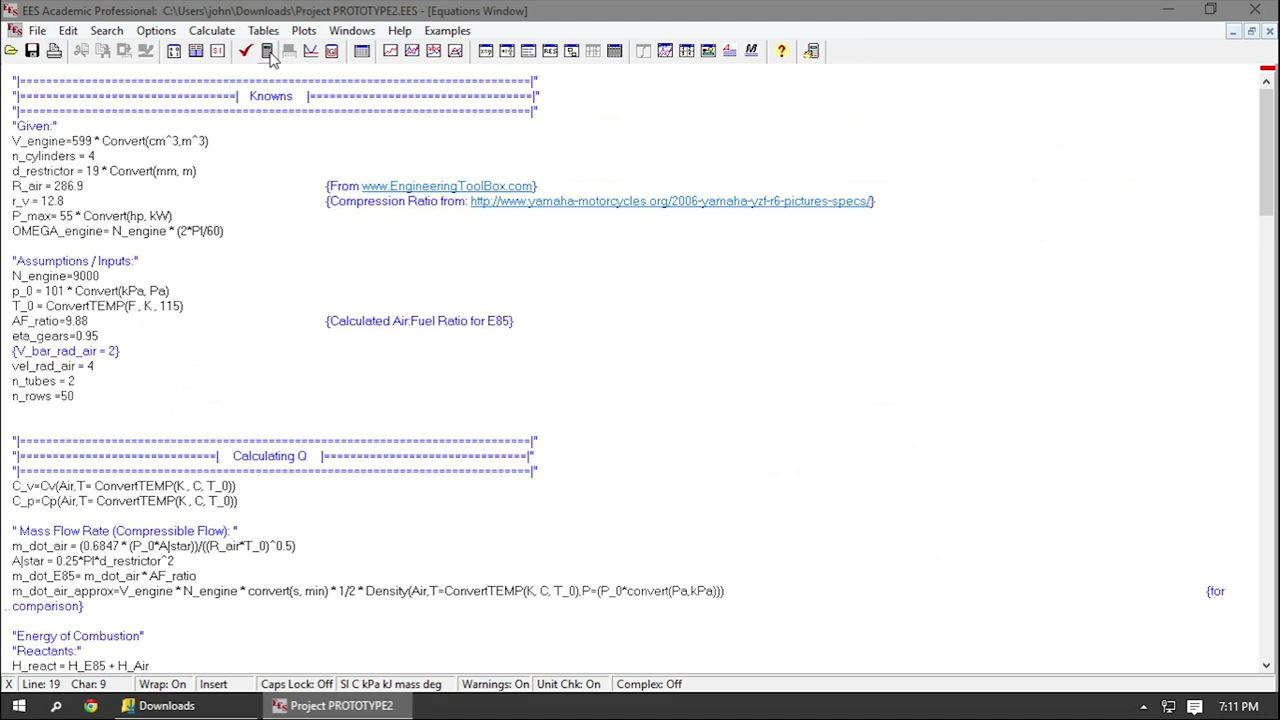 EES Academic Professional: C:\Users\john\Downloads\Project PROTOTYPE2.EES - [Equations Window]
File Edit Search Options Calculate Tables Plots Windows Help Examples
"|=====================================================================|"
"|=============================| Knowns |==============================|"
"|=====================================================================|"
"Given:"
V_engine=599 * Convert(cm^3,m^3)
n_cylinders = 4
d_restrictor = 19 * Convert(mm, m)
R_air = 286.9 {From www.EngineeringToolBox.com}
r_v = 12.8 {Compression Ratio from: http://www.yamaha-motorcycles.org/2006-yamaha-yzf-r6-pictures-specs/}
P_max= 55 * Convert(hp, kW)
OMEGA_engine= N_engine * (2*PI/60)
"Assumptions / Inputs:"
N_engine=9000
p_0 = 101 * Convert(kPa, Pa)
T_0 = ConvertTEMP(F , K , 115)
AF_ratio=9.88 {Calculated Air:Fuel Ratio for E85}
eta_gears=0.95
{V_bar_rad_air = 2}
vel_rad_air = 4
n_tubes = 2
n_rows =50
"|=====================================================================|"
"|==========================| Calculating Q |===========================|"
"|=====================================================================|"
C_v=Cv(Air,T= ConvertTEMP(K , C, T_0))
C_p=Cp(Air,T= ConvertTEMP(K , C, T_0))
" Mass Flow Rate (Compressible Flow): "
m_dot_air = (0.6847 * (P_0*A|star))/((R_air*T_0)^0.5)
A|star = 0.25*PI*d_restrictor^2
m_dot_E85= m_dot_air * AF_ratio
m_dot_air_approx=V_engine * N_engine * convert(s, min) * 1/2 * Density(Air,T=ConvertTEMP(K, C, T_0),P=(P_0*convert(Pa,kPa))) {for
..comparison}
"Energy of Combustion"
"Reactants:"
H_react = H_E85 + H_Air
X Line: 19 Char: 9 Wrap: On Insert Caps Lock: Off SI C kPa kJ mass deg Warnings: On Unit Chk: On Complex: Off
Downloads Project PROTOTYPE2 7:11 PM